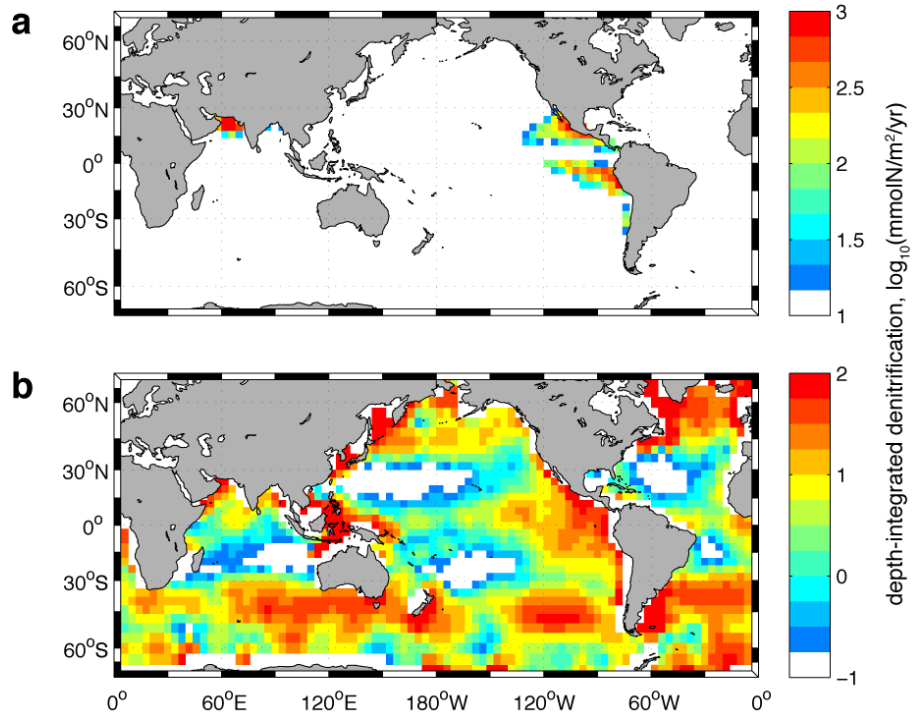 a
60°N
30°N
0°
30°S
60°S
3
2.5
2
1.5
1
b
60°N
30°N
0°
30°S
60°S
0°
60°E
120°E
180°W
120°W
60°W
0°
2
1
0
−1
depth-integrated denitrification, log10(mmolN/m2/yr)